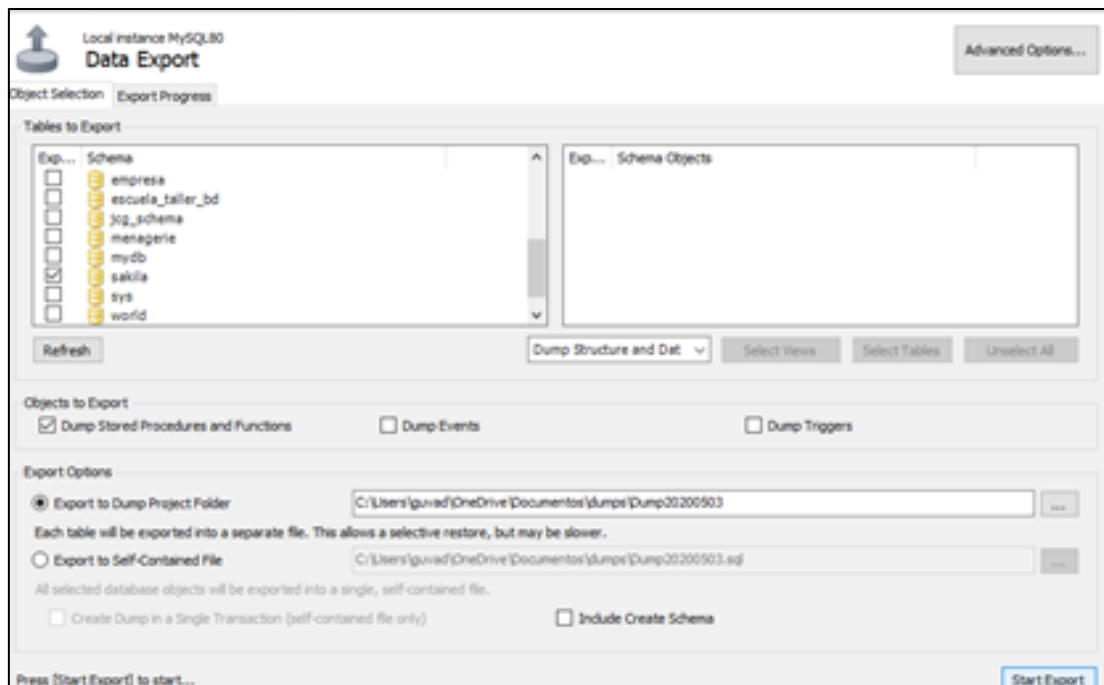 Local instance MySQL80
Data Export
Advanced Options...
Object Selection Export Progress
Tables to Export
Exp... Schema
empresa
escuela_taller_bd
jcg_schema
menagerie
mydb
sakila
sys
world
Exp... Schema Objects
Refresh
Dump Structure and Dat
Select Views
Select Tables
Unselect All
Objects to Export
Dump Stored Procedures and Functions
Dump Events
Dump Triggers
Export Options
Export to Dump Project Folder
C:\Users\guvad\OneDrive\Documentos\dumps\Dump20200503
...
Each table will be exported into a separate file. This allows a selective restore, but may be slower.
Export to Self-Contained File
C:\Users\guvad\OneDrive\Documentos\dumps\Dump20200503.sql
...
All selected database objects will be exported into a single, self-contained file.
Create Dump in a Single Transaction (self-contained file only)
Include Create Schema
Press [Start Export] to start...
Start Export